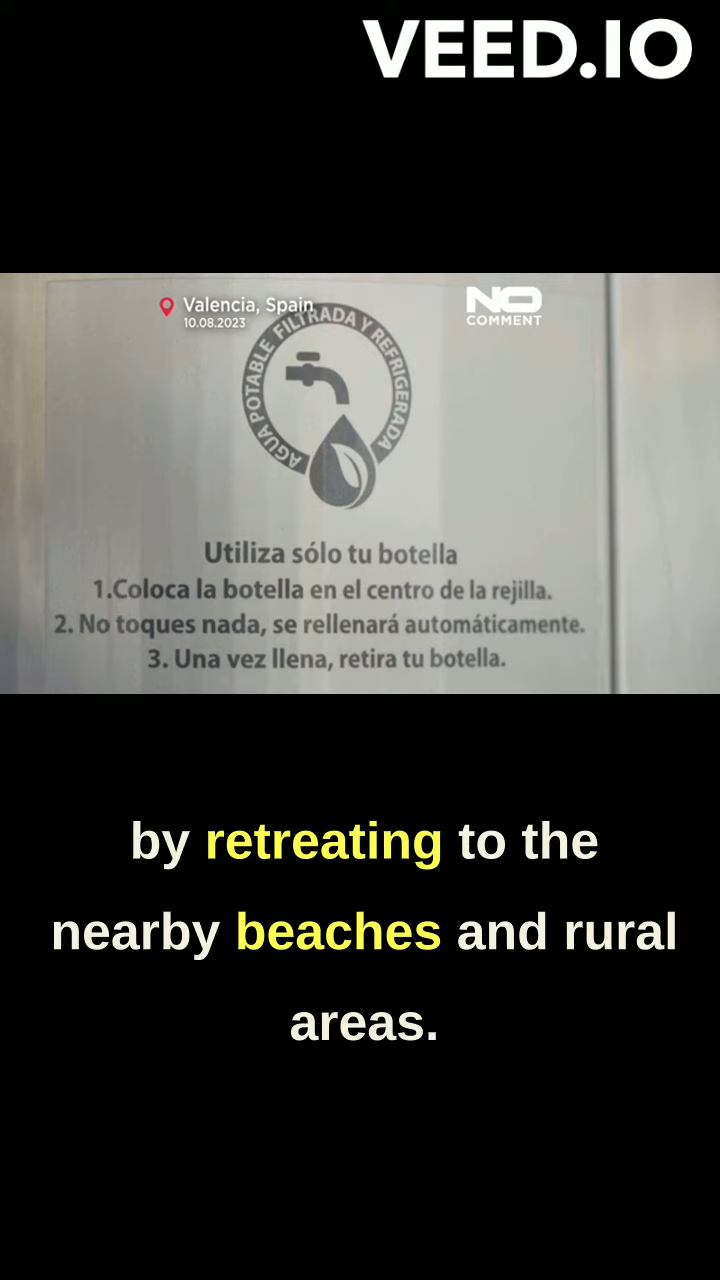 VEED.IO
Valencia, Spain
10.08.2023
NO
COMMENT
AGUA POTABLE FILTRADA Y REFRIGERADA
Utiliza sólo tu botella
1.Coloca la botella en el centro de la rejilla.
2. No toques nada, se rellenará automáticamente.
3. Una vez llena, retira tu botella.
by retreating to the
nearby beaches and rural
areas.